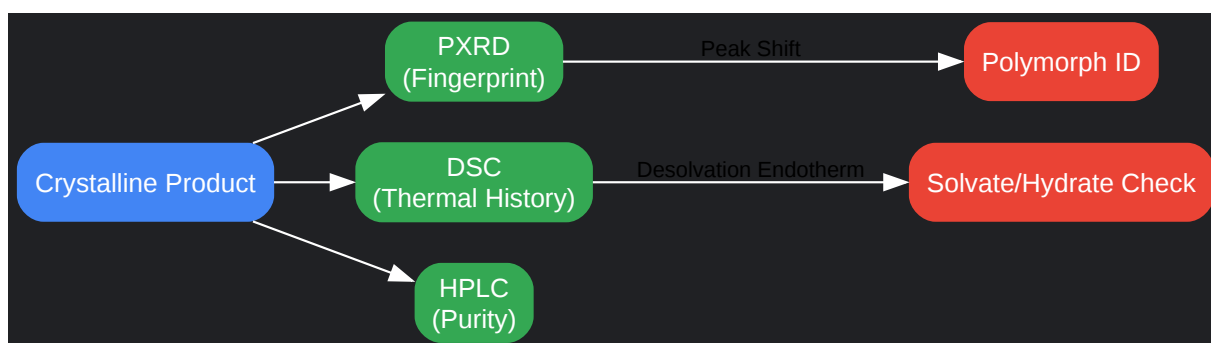 PXRD
(Fingerprint)
Peak Shift
Polymorph ID
Crystalline Product
DSC
(Thermal History)
Desolvation Endotherm
Solvate/Hydrate Check
HPLC
(Purity)